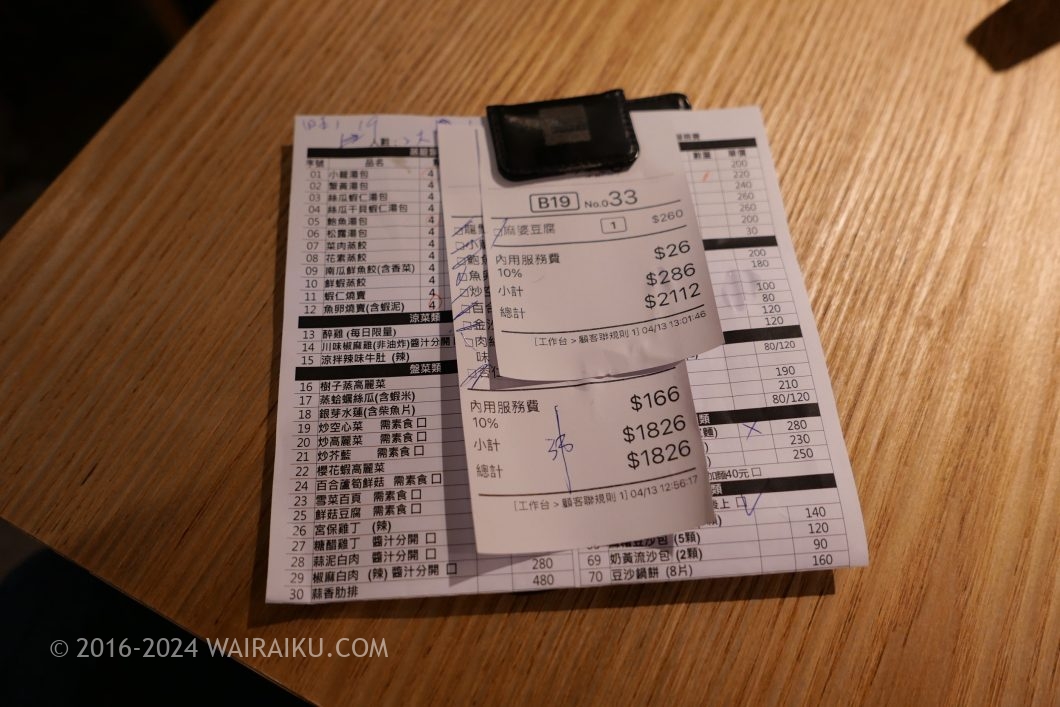 人數:
序號 品名
01 小籠湯包 4
02 蟹黃湯包 4
03 絲瓜蝦仁湯包 4
04 絲瓜干貝蝦仁湯包 4
05 鮑魚湯包 4
06 松露湯包 4
07 菜肉蒸餃 4
08 花素蒸餃 4
09 南瓜鮮魚餃(含香菜) 4
10 鮮蝦蒸餃 4
11 蝦仁燒賣 4
12 魚卵燒賣(含蝦泥) 4
涼菜類
13 醉雞 (每日限量)
14 川味椒麻雞(非油炸)醬汁分開
15 涼拌辣味牛肚 (辣)
盤菜類
16 樹子蒸高麗菜
17 蒸蛤蠣絲瓜(含蝦米)
18 銀芽水蓮(含柴魚片)
19 炒空心菜 需素食 □
20 炒高麗菜 需素食 □
21 炒芥藍 需素食 □
22 櫻花蝦高麗菜
24 百合蘆筍鮮菇 需素食 □
23 雪菜百頁 需素食 □
25 鮮菇豆腐 需素食 □
26 宮保雞丁 (辣)
27 糖醋雞丁 醬汁分開 □
28 蒜泥白肉 醬汁分開 □ 280
29 椒麻白肉 (辣) 醬汁分開 □ 480
30 蒜香肋排
B19 No.033
□麻婆豆腐 1 $260
內用服務費 $26
10%
小計 $286
總計 $2112
[工作台 > 顧客聯規則 1] 04/13 13:01:46
內用服務費 $166
10%
小計 $1826
總計 $1826
[工作台 > 顧客聯規則 1] 04/13 12:56:17
數量 單價
200
220
240
260
260
200
30
200
180
100
80
120
120
80/120
190
210
80/120
280
230
250
加麵40元 □
140
(5顆) 120
69 奶黃流沙包 (2顆) 90
70 豆沙鍋餅 (8片) 160
© 2016-2024 WAIRAIKU.COM